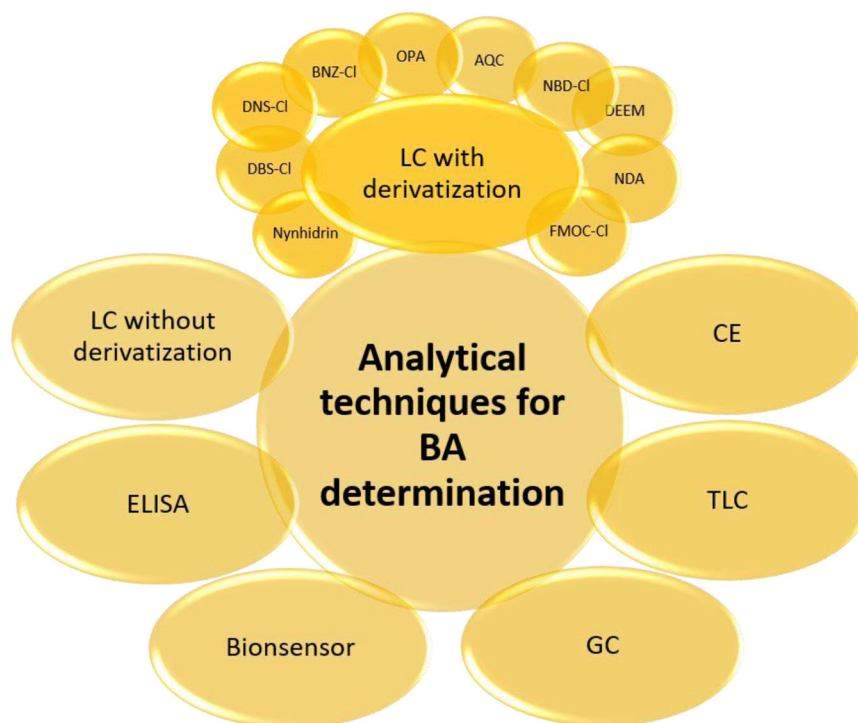 OPA
AQC
BNZ-Cl
NBD-Cl
DNS-Cl
DEEM
DBS-Cl
LC with
derivatization
NDA
Nynhidrin
FMOC-Cl
LC without
derivatization
CE
Analytical
techniques for
BA
determination
ELISA
TLC
Bionsensor
GC